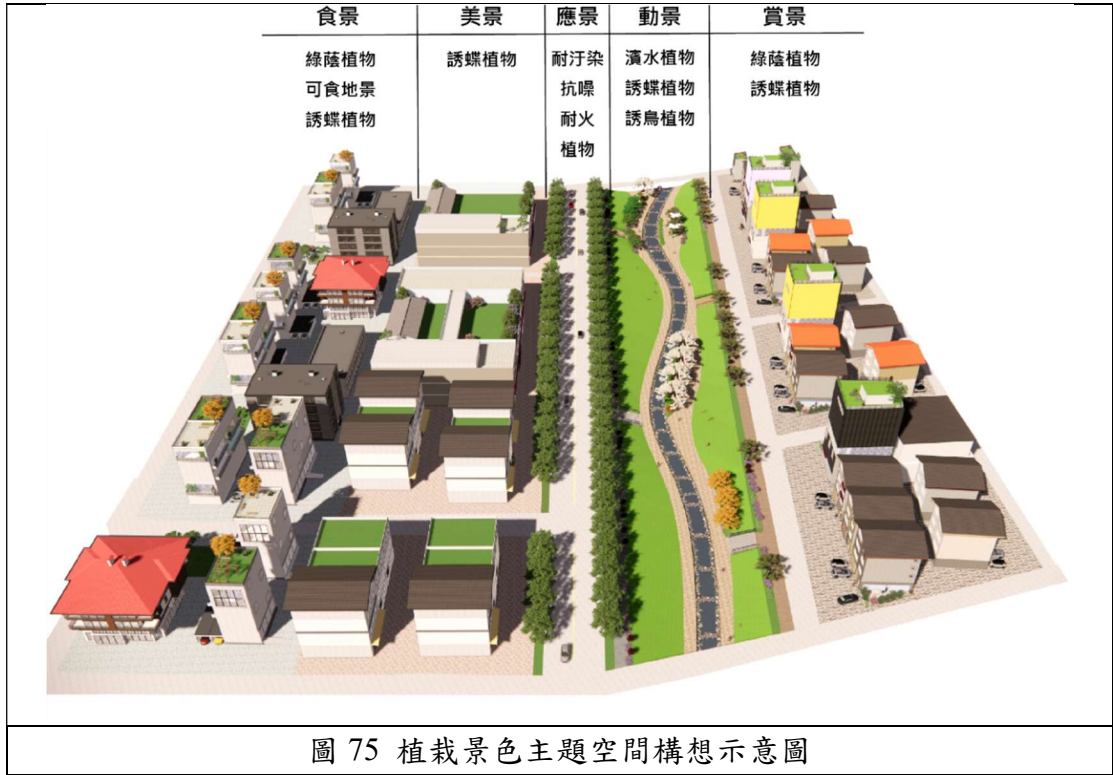 食景 美景 應景 動景 賞景
綠蔭植物 誘蝶植物 耐汙染 濱水植物 綠蔭植物
可食地景 抗噪 誘蝶植物 誘蝶植物
誘蝶植物 耐火 誘鳥植物
植物
圖 75 植栽景色主題空間構想示意圖